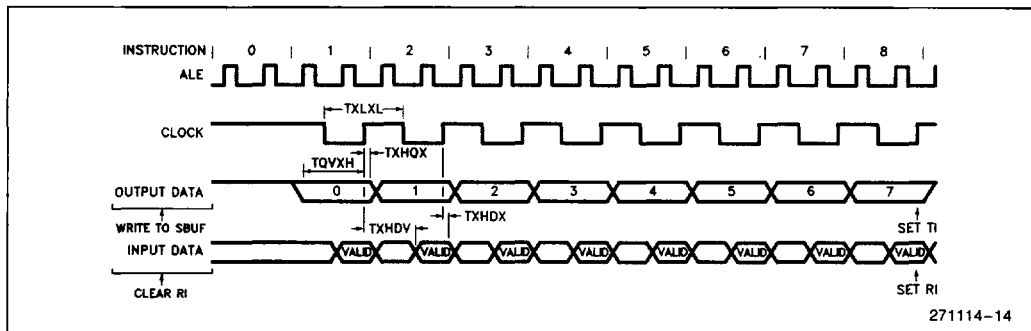 INSTRUCTION | 0 | 1 | 2 | 3 | 4 | 5 | 6 | 7 | 8 |
ALE
TXLXL
CLOCK
TXHQX
TQVXH
OUTPUT DATA 0 1 2 3 4 5 6 7
WRITE TO SBUF TXHDV TXHDX SET TI
INPUT DATA VALID VALID VALID VALID VALID VALID VALID VALID
CLEAR RI SET RI
271114-14